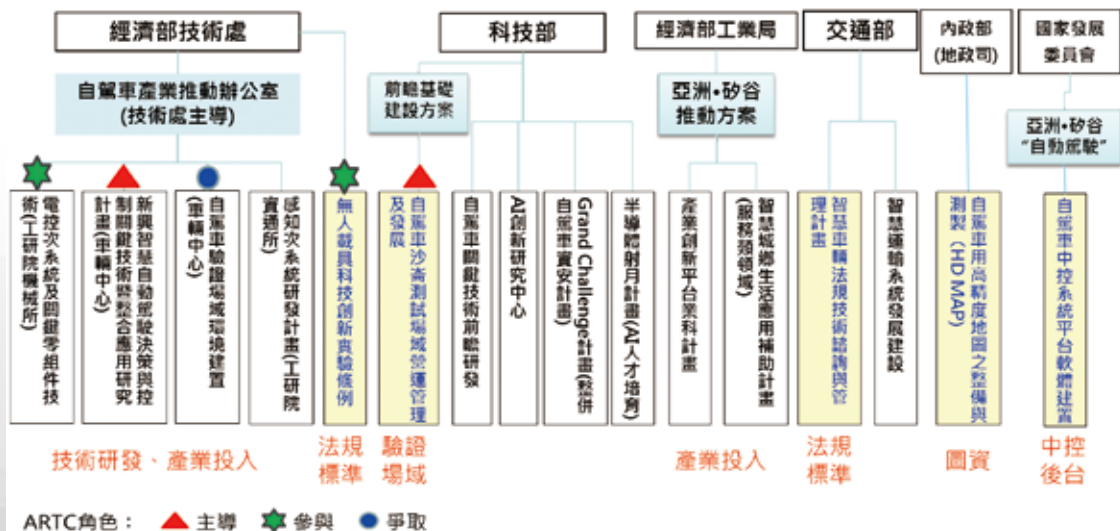 經濟部技術處
科技部
經濟部工業局
交通部
內政部
(地政司)
國家發展
委員會
自駕車產業推動辦公室
(技術處主導)
前瞻基礎
建設方案
亞洲•矽谷
推動方案
亞洲•矽谷
"自動駕駛"
電控次系統及關鍵零組件技
術(工研院機械所)
新興智慧自動駕駛決策與控
制關鍵技術暨整合應用研究
計畫(車輛中心)
自駕車驗證場域環境建置
(車輛中心)
感知次系統研發計畫(工研院
資通所)
無人載具科技創新實驗條例
自駕車沙崙測試場域營運管理
及發展
自駕車關鍵技術前瞻研發
AI創新研究中心
Grand Challenge計畫(整併
自駕車資安計畫)
半導體射月計畫(AI人才培育)
產業創新平台業科計畫
智慧城鄉生活應用補助計畫
(服務類領域)
智慧車輛法規技術諮詢與管
理計畫
智慧運輸系統發展建設
自駕車用高精度地圖之整備與
測製（HD MAP)
自駕車中控系統平台軟體建置
技術研發、產業投入
法規
標準
驗證
場域
產業投入
法規
標準
圖資
中控
後台
ARTC角色： 主導 參與 爭取